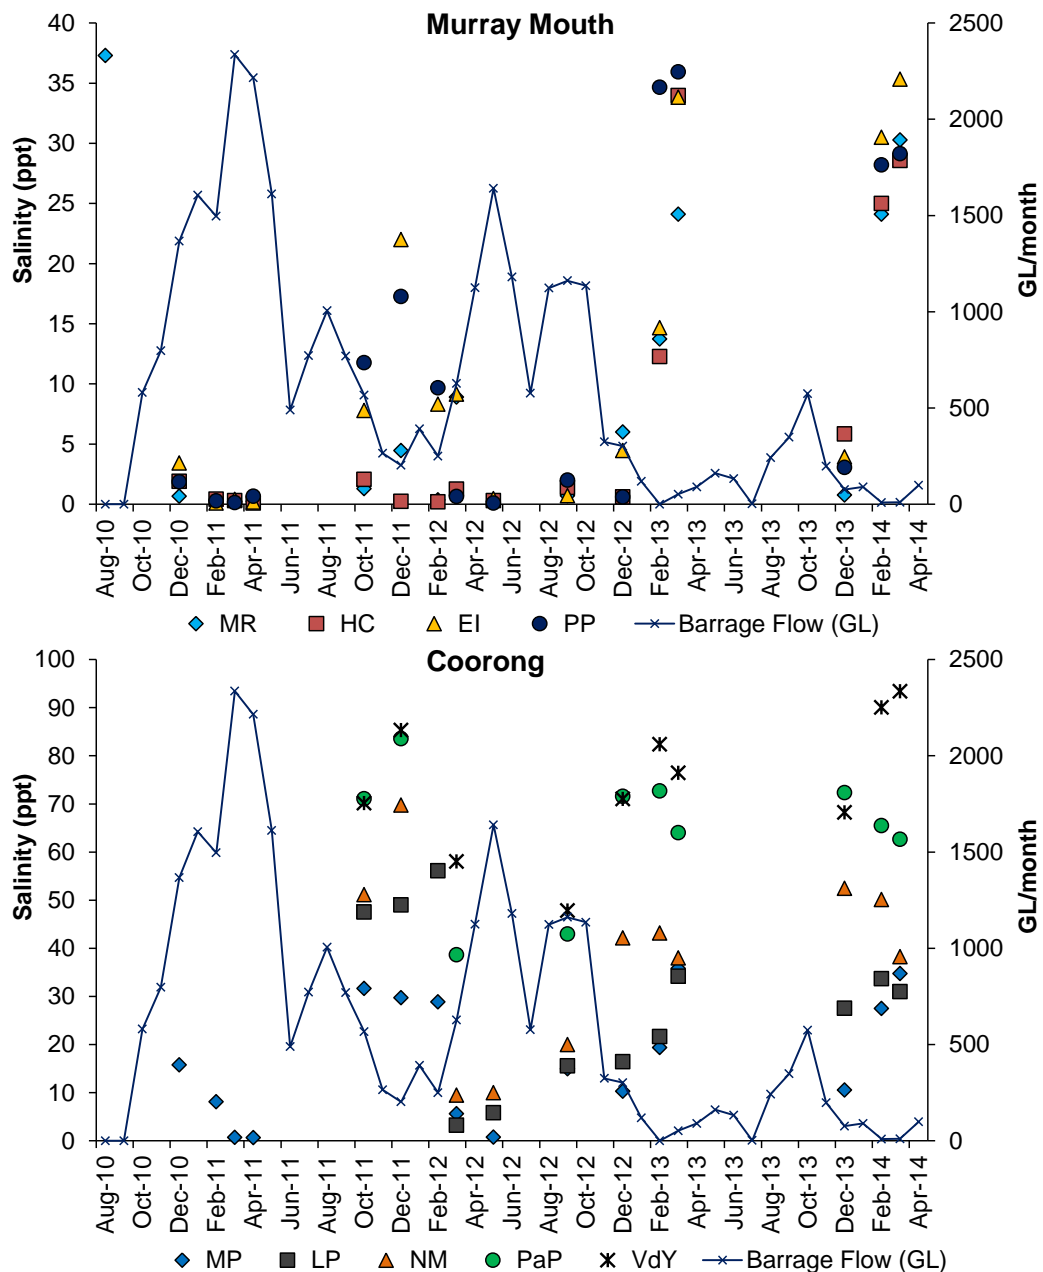 Murray Mouth
40
35
30
25
20
15
10
5
0
Salinity (ppt)
2500
2000
1500
1000
500
0
GL/month
Aug-10
Oct-10
Dec-10
Feb-11
Apr-11
Jun-11
Aug-11
Oct-11
Dec-11
Feb-12
Apr-12
Jun-12
Aug-12
Oct-12
Dec-12
Feb-13
Apr-13
Jun-13
Aug-13
Oct-13
Dec-13
Feb-14
Apr-14
MR HC EI PP Barrage Flow (GL)
Coorong
100
90
80
70
60
50
40
30
20
10
0
Salinity (ppt)
2500
2000
1500
1000
500
0
GL/month
Aug-10
Oct-10
Dec-10
Feb-11
Apr-11
Jun-11
Aug-11
Oct-11
Dec-11
Feb-12
Apr-12
Jun-12
Aug-12
Oct-12
Dec-12
Feb-13
Apr-13
Jun-13
Aug-13
Oct-13
Dec-13
Feb-14
Apr-14
MP LP NM PaP VdY Barrage Flow (GL)